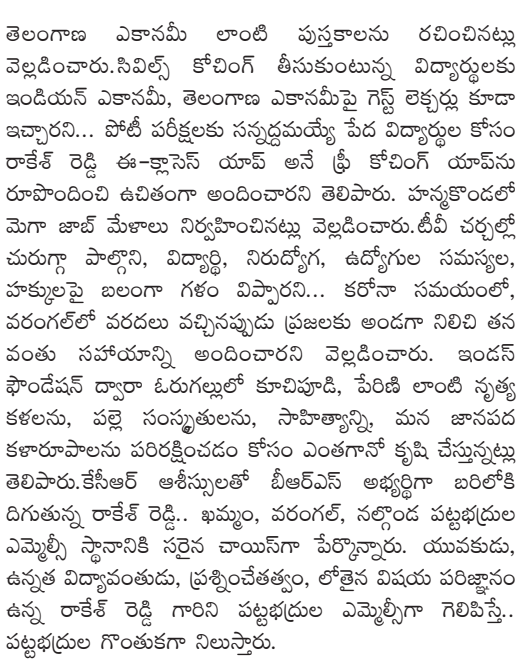 తెలంగాణ ఎకానమీ లాంటి పుస్తకాలను రచించినట్లు
వెల్లడించారు.సివిల్స్ కోచింగ్ తీసుకుంటున్న విద్యార్థులకు
ఇండియన్ ఎకానమీ, తెలంగాణ ఎకానమీపై గెస్ట్ లెక్చర్లు కూడా
ఇచ్చారని... పోటీ పరీక్షలకు సన్నద్దమయ్యే పేద విద్యార్థుల కోసం
రాకేశ్ రెడ్డి ఈ-క్లాసెస్ యాప్ అనే ఫ్రీ కోచింగ్ యాప్‌ను
రూపొందించి ఉచితంగా అందించారని తెలిపారు. హన్మకొండలో
మెగా జాబ్ మేళాలు నిర్వహించినట్లు వెల్లడించారు.టీవీ చర్చల్లో
చురుగ్గా పాల్గొని, విద్యార్థి, నిరుద్యోగ, ఉద్యోగుల సమస్యల,
హక్కులపై బలంగా గళం విప్పారని... కరోనా సమయంలో,
వరంగల్‌లో వరదలు వచ్చినప్పుడు ప్రజలకు అండగా నిలిచి తన
వంతు సహాయాన్ని అందించారని వెల్లడించారు. ఇండస్
ఫౌండేషన్ ద్వారా ఓరుగల్లులో కూచిపూడి, పేరిణి లాంటి నృత్య
కళలను, పల్లె సంస్కృతులను, సాహిత్యాన్ని, మన జానపద
కళారూపాలను పరిరక్షించడం కోసం ఎంతగానో కృషి చేస్తున్నట్లు
తెలిపారు.కేసీఆర్ ఆశీస్సులతో బీఆర్ఎస్ అభ్యర్థిగా బరిలోకి
దిగుతున్న రాకేశ్ రెడ్డి.. ఖమ్మం, వరంగల్, నల్గొండ పట్టభద్రుల
ఎమ్మెల్సీ స్థానానికి సరైన చాయిస్‌గా పేర్కొన్నారు. యువకుడు,
ఉన్నత విద్యావంతుడు, ప్రశ్నించేతత్వం, లోతైన విషయ పరిజ్ఞానం
ఉన్న రాకేశ్ రెడ్డి గారిని పట్టభద్రుల ఎమ్మెల్సీగా గెలిపిస్తే..
పట్టభద్రుల గొంతుకగా నిలుస్తారు.